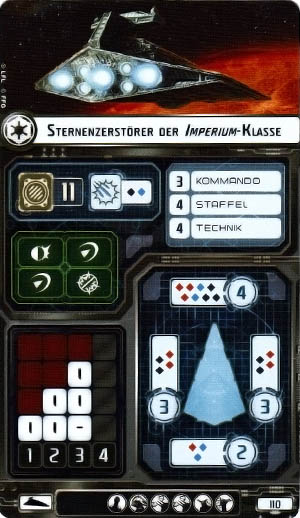 © LFL © FFG
STERNENZERSTÖRER DER IMPERIUM-KLASSE
11
3 KOMMANDO
4 STAFFEL
4 TECHNIK
4
3 3
2
I
I I
I I -
1 2 3 4
110